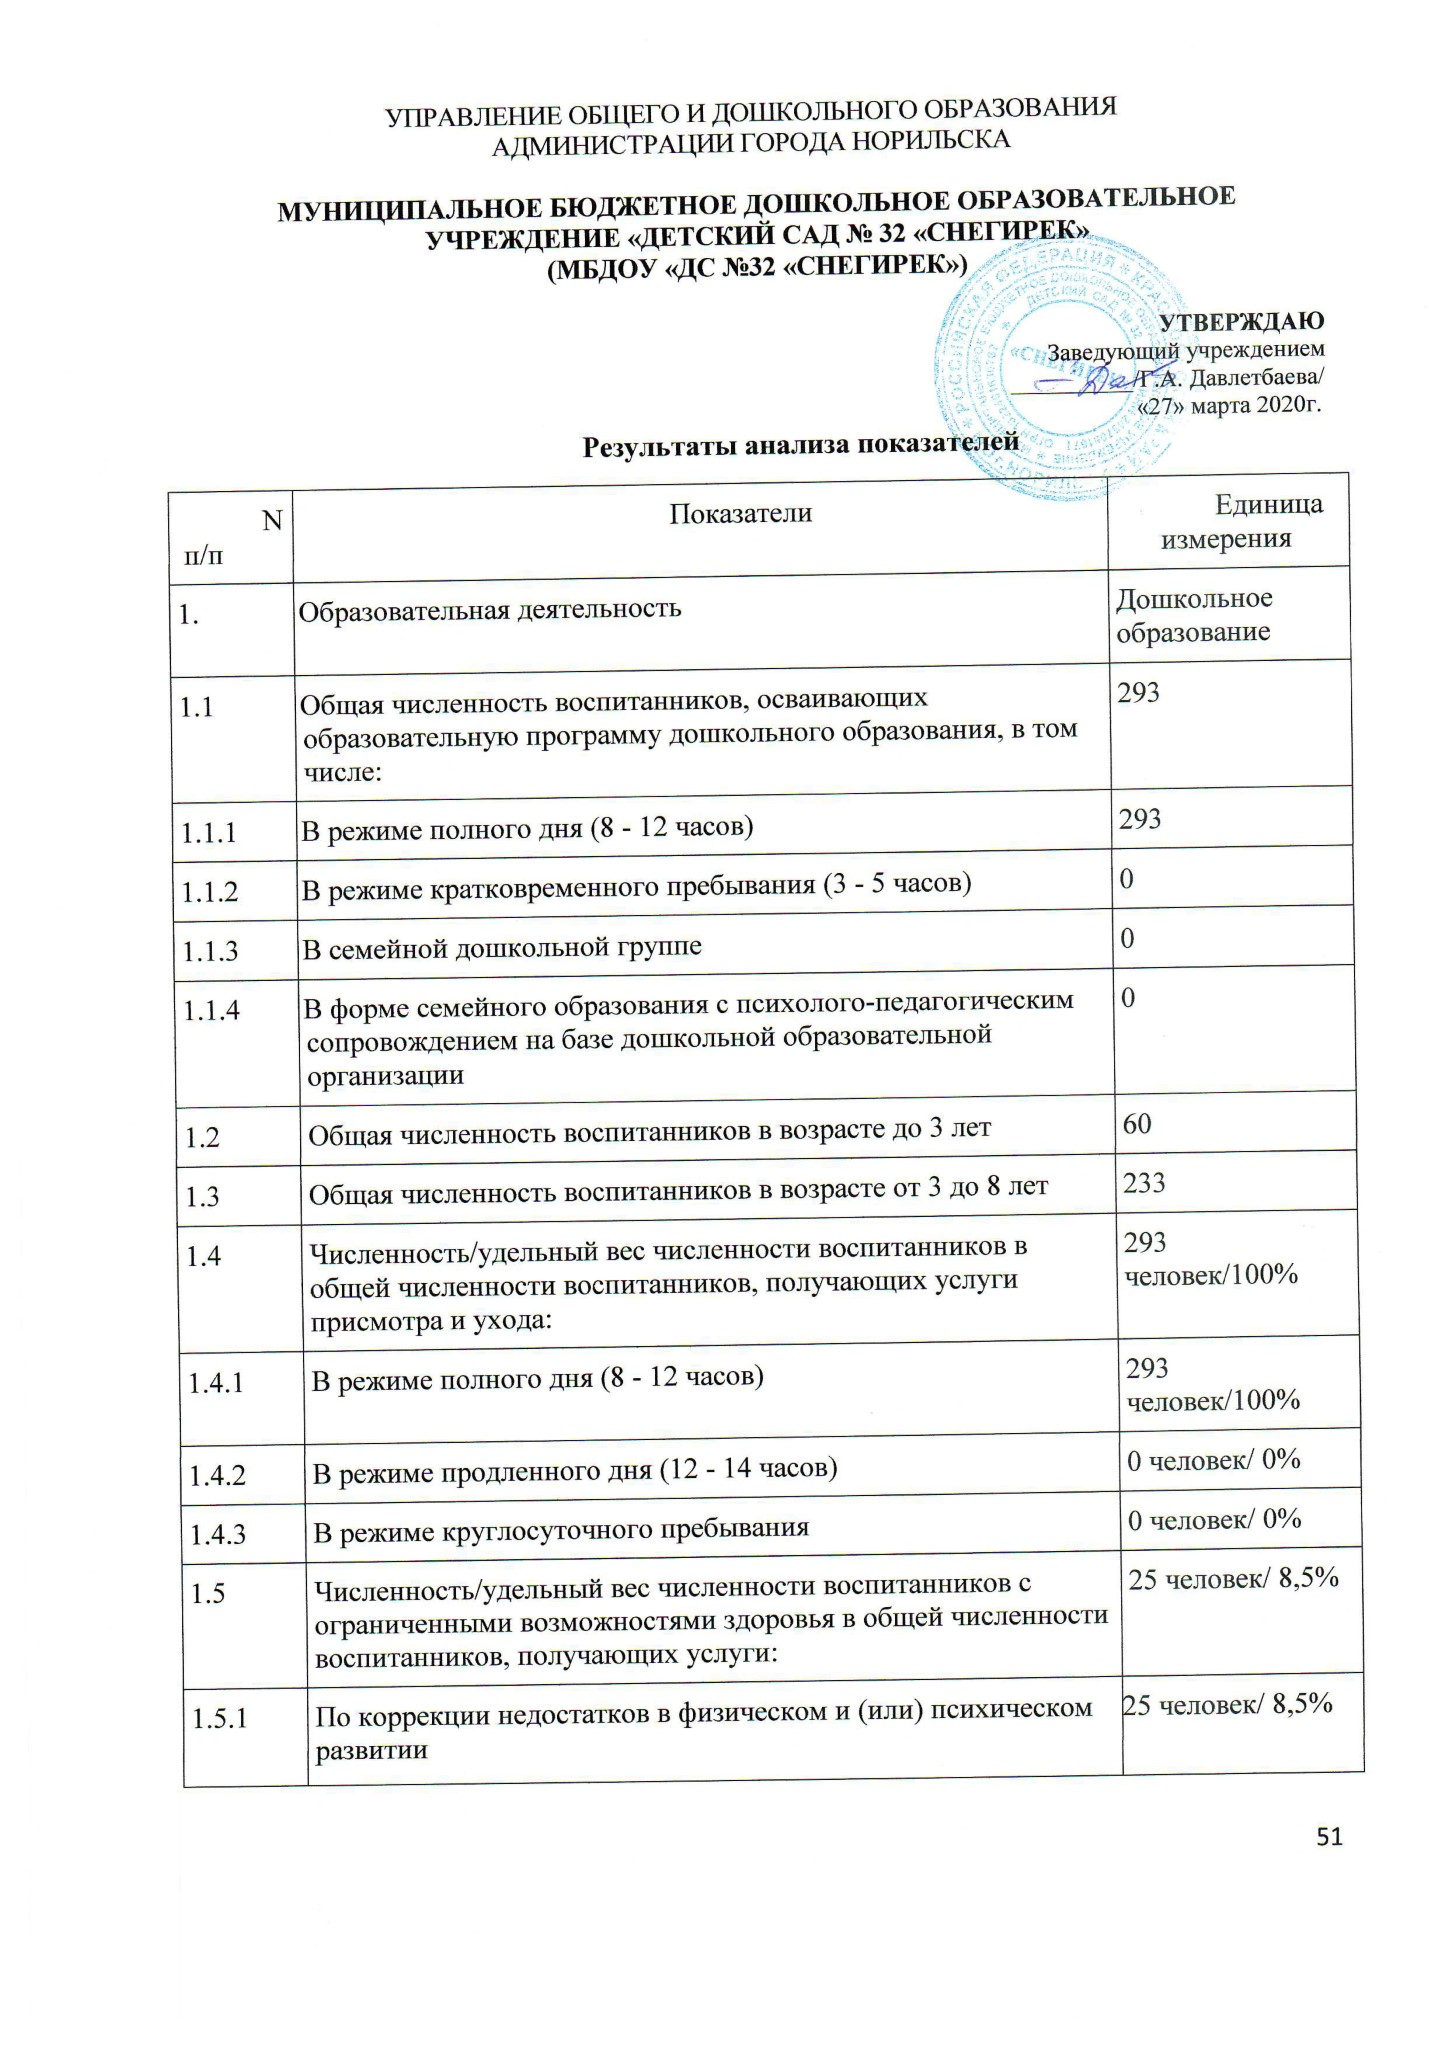 УПРАВЛЕНИЕ ОБЩЕГО И ДОШКОЛЬНОГО ОБРАЗОВАНИЯ
АДМИНИСТРАЦИИ ГОРОДА НОРИЛЬСКА
МУНИЦИПАЛЬНОЕ БЮДЖЕТНОЕ ДОШКОЛЬНОЕ ОБРАЗОВАТЕЛЬНОЕ
УЧРЕЖДЕНИЕ «ДЕТСКИЙ САД № 32 «СНЕГИРЕК»
(МБДОУ «ДС №32 «СНЕГИРЕК»)
УТВЕРЖДАЮ
Заведующий учреждением
/Г.А. Давлетбаева/
«27» марта 2020г.
Результаты анализа показателей
N
п/п
Показатели
Единица
измерения
1.
Образовательная деятельность
Дошкольное
образование
1.1
Общая численность воспитанников, осваивающих
образовательную программу дошкольного образования, в том
числе:
293
1.1.1
В режиме полного дня (8 - 12 часов)
293
1.1.2
В режиме кратковременного пребывания (3 - 5 часов)
0
1.1.3
В семейной дошкольной группе
0
1.1.4
В форме семейного образования с психолого-педагогическим
сопровождением на базе дошкольной образовательной
организации
0
1.2
Общая численность воспитанников в возрасте до 3 лет
60
1.3
Общая численность воспитанников в возрасте от 3 до 8 лет
233
1.4
Численность/удельный вес численности воспитанников в
общей численности воспитанников, получающих услуги
присмотра и ухода:
293
человек/100%
1.4.1
В режиме полного дня (8 - 12 часов)
293
человек/100%
1.4.2
В режиме продленного дня (12 - 14 часов)
0 человек/ 0%
1.4.3
В режиме круглосуточного пребывания
0 человек/ 0%
1.5
Численность/удельный вес численности воспитанников с
ограниченными возможностями здоровья в общей численности
воспитанников, получающих услуги:
25 человек/ 8,5%
1.5.1
По коррекции недостатков в физическом и (или) психическом
развитии
25 человек/ 8,5%
51